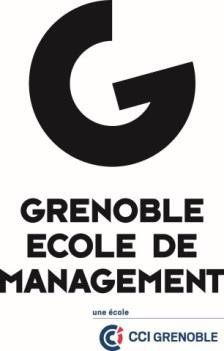 GRENOBLE
ECOLE DE
MANAGEMENT
une école
CCI GRENOBLE